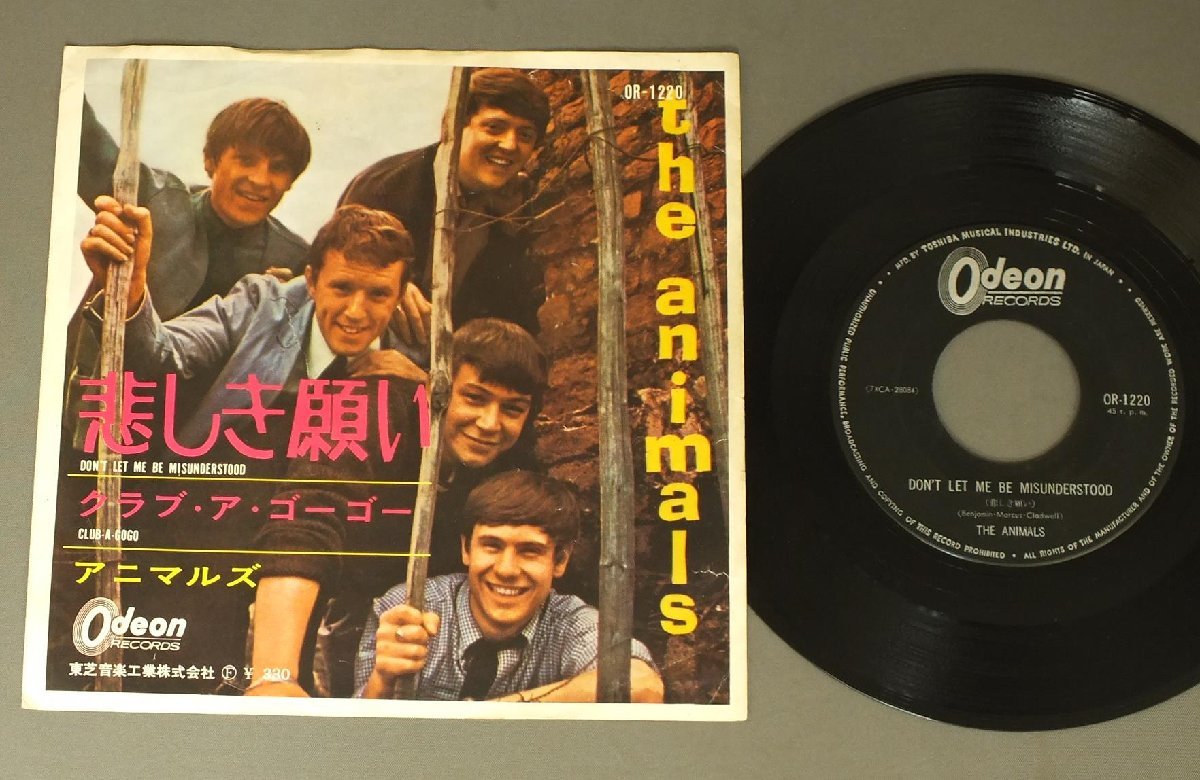 OR-1220
the animals
悲しき願い
DON'T LET ME BE MISUNDERSTOOD
クラブ・ア・ゴーゴー
CLUB-A-GOGO
アニマルズ
Odeon
RECORDS
東芝音楽工業株式会社 Ⓕ ¥ 330
MFD. BY TOSHIBA MUSICAL INDUSTRIES LTD. IN JAPAN • ALL RIGHTS OF THE MANUFACTURER AND OF THE OWNER OF THE RECORDED WORK ARE RESERVED • UNAUTHORIZED PUBLIC PERFORMANCE, BROADCASTING AND COPYING OF THIS RECORD PROHIBITED •
Odeon
RECORDS
(7XCA-28084)
OR-1220
45 r. p. m.
DON'T LET ME BE MISUNDERSTOOD
(悲しき願い)
(Benjamin-Marcus-Cladwell)
THE ANIMALS